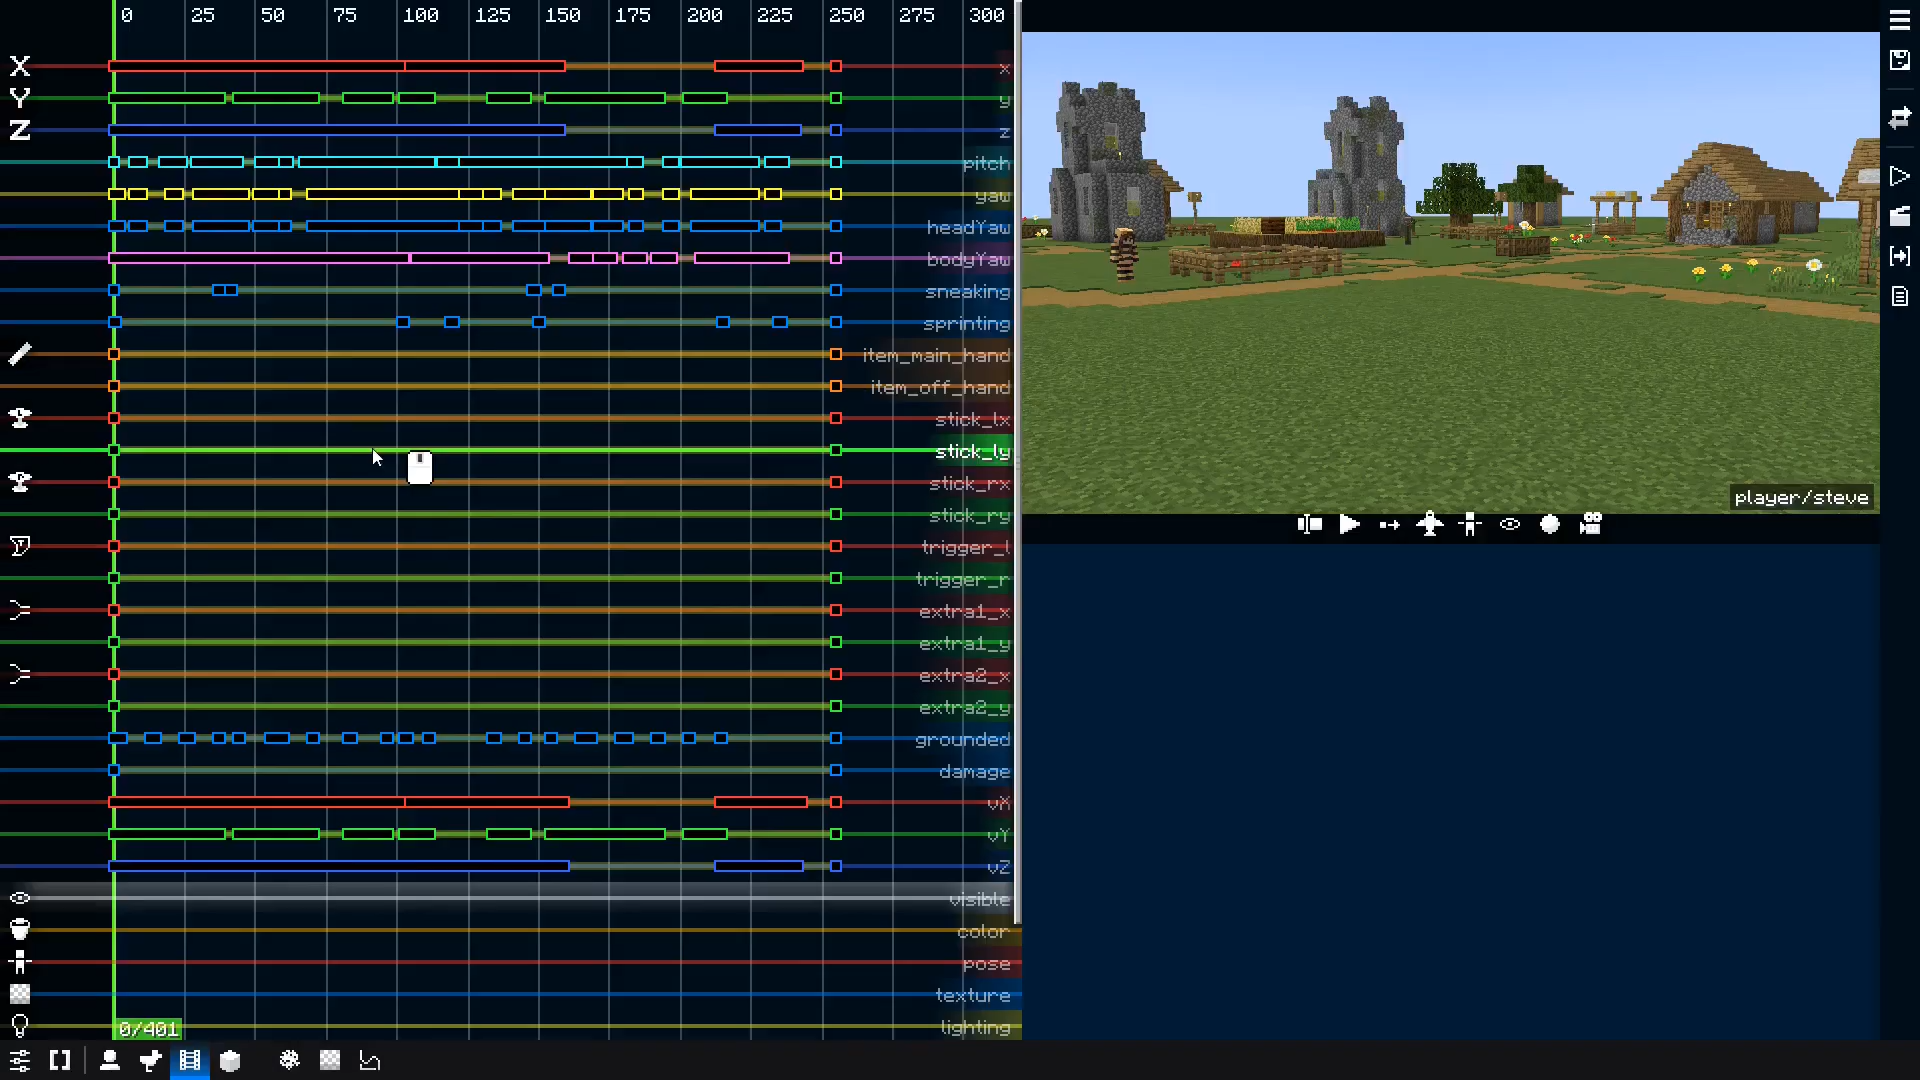 0 25 50 75 100 125 150 175 200 225 250 275 300
X x
Y y
Z z
pitch
yaw
headYaw
bodyYaw
sneaking
sprinting
item_main_hand
item_off_hand
stick_lx
stick_ly
stick_rx
stick_ry
trigger_l
trigger_r
extra1_x
extra1_y
extra2_x
extra2_y
grounded
damage
vX
vY
vZ
visible
color
pose
texture
lighting
0/401
player/steve